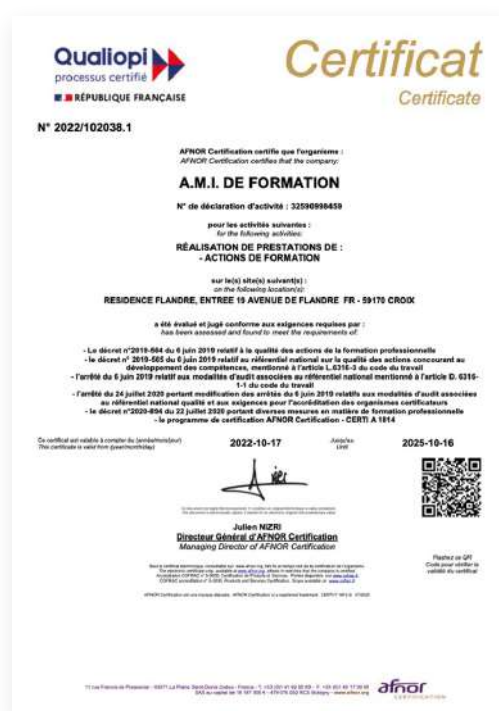 Qualiopi
processus certifié
RÉPUBLIQUE FRANÇAISE
Certificat
Certificate
N° 2022/102038.1
AFNOR Certification certifie que l'organisme :
AFNOR Certification certifies that the company:
A.M.I. DE FORMATION
N° de déclaration d'activité : 32590998459
pour les activités suivantes :
for the following activities:
RÉALISATION DE PRESTATIONS DE :
- ACTIONS DE FORMATION
sur le(s) site(s) suivant(s) :
on the following location(s):
RESIDENCE FLANDRE, ENTREE 19 AVENUE DE FLANDRE FR - 59170 CROIX
a été évalué et jugé conforme aux exigences requises par :
has been assessed and found to meet the requirements of:
- Le décret n°2019-564 du 6 juin 2019 relatif à la qualité des actions de la formation professionnelle
- le décret n° 2019-565 du 6 juin 2019 relatif au référentiel national sur la qualité des actions concourant au
développement des compétences, mentionné à l'article L.6316-3 du code du travail
- l'arrêté du 6 juin 2019 relatif aux modalités d'audit associées au référentiel national mentionné à l'article D. 6316-
1-1 du code du travail
- l'arrêté du 24 juillet 2020 portant modification des arrêtés du 6 juin 2019 relatifs aux modalités d'audit associées
au référentiel national qualité et aux exigences pour l'accréditation des organismes certificateurs
- le décret n°2020-894 du 22 juillet 2020 portant diverses mesures en matière de formation professionnelle
- le programme de certification AFNOR Certification - CERTI A 1814
Ce certificat est valable à compter du (année/mois/jour)
This certificate is valid from (year/month/day)
2022-10-17
Jusqu'au
Until
2025-10-16
Julien NIZRI
Directeur Général d'AFNOR Certification
Managing Director of AFNOR Certification
Flashez ce QR
Code pour vérifier la
validité du certificat
afnor
CERTIFICATION